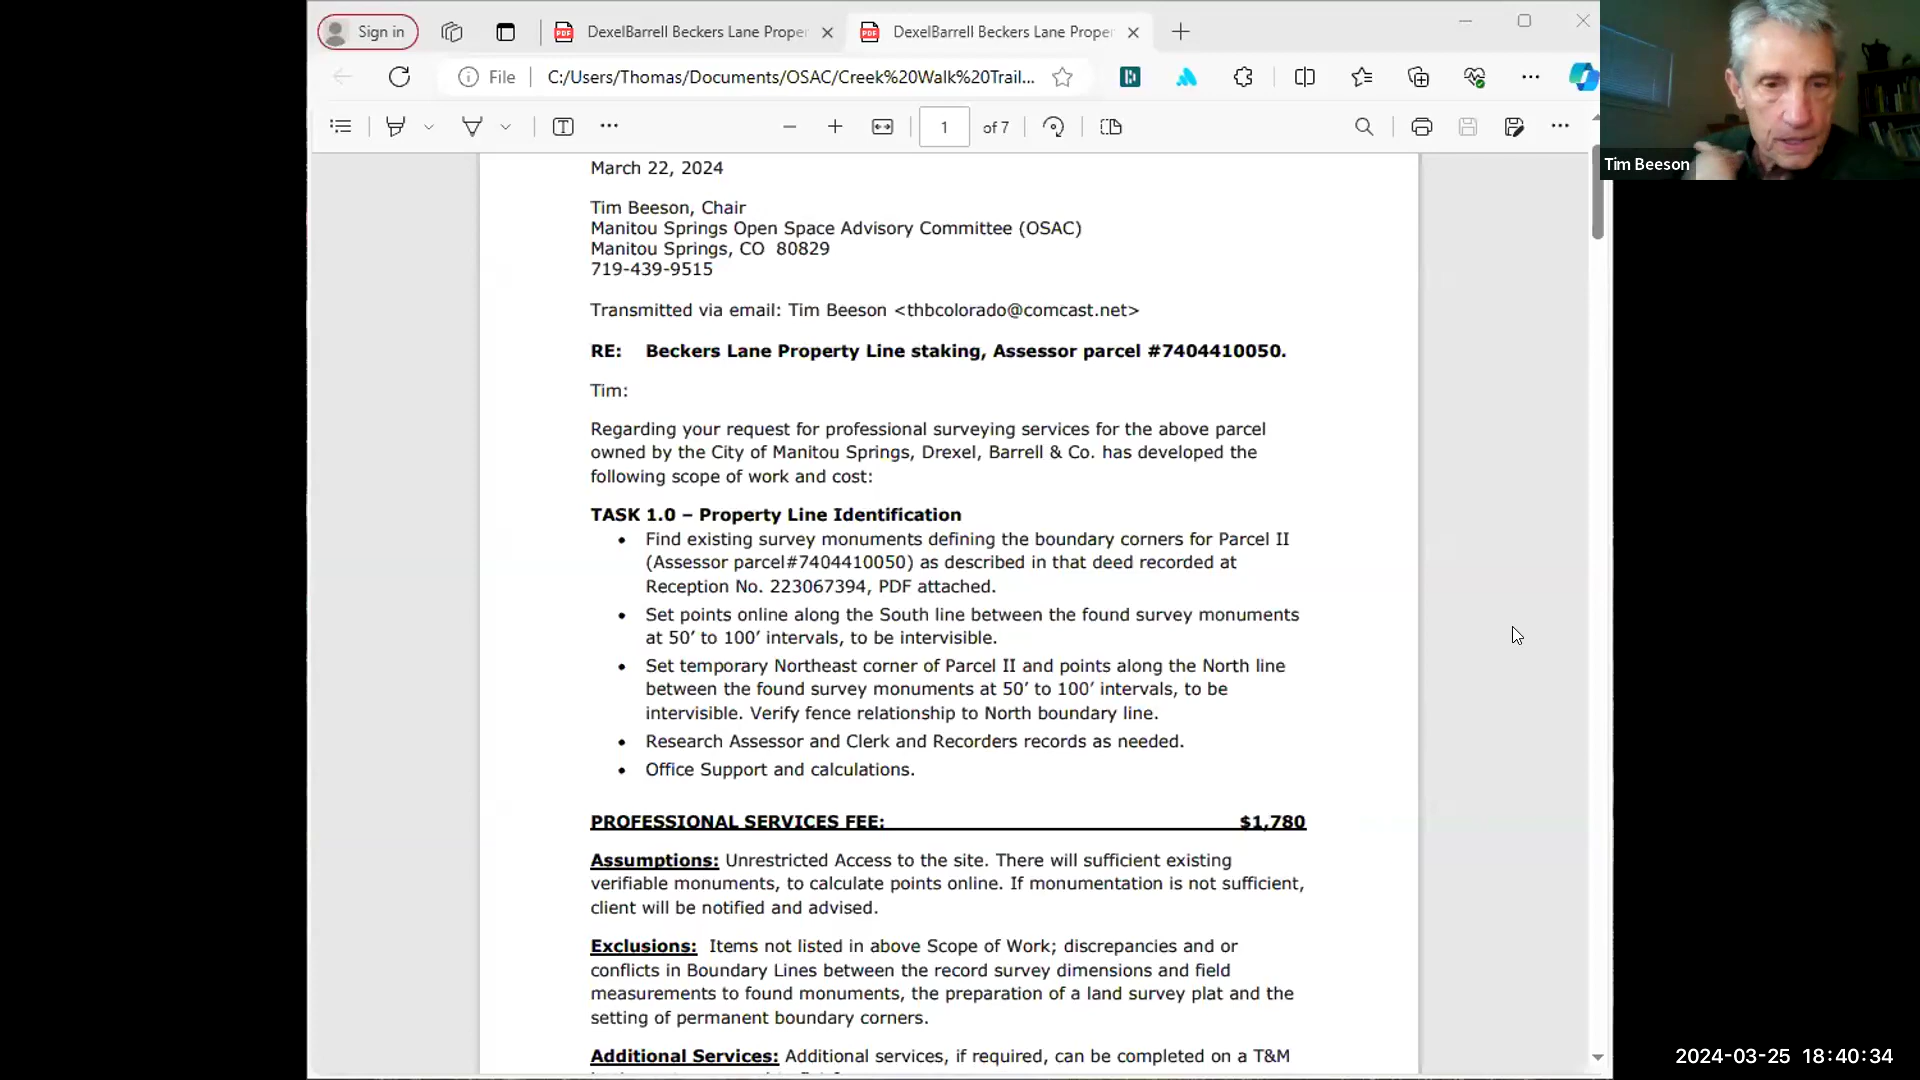 Sign in
DexelBarrell Beckers Lane Proper
DexelBarrell Beckers Lane Proper
File
C:/Users/Thomas/Documents/OSAC/Creek%20Walk%20Trail...
1 of 7
Tim Beeson
March 22, 2024
Tim Beeson, Chair
Manitou Springs Open Space Advisory Committee (OSAC)
Manitou Springs, CO 80829
719-439-9515
Transmitted via email: Tim Beeson <thbcolorado@comcast.net>
RE: Beckers Lane Property Line staking, Assessor parcel #7404410050.
Tim:
Regarding your request for professional surveying services for the above parcel
owned by the City of Manitou Springs, Drexel, Barrell & Co. has developed the
following scope of work and cost:
TASK 1.0 – Property Line Identification
• Find existing survey monuments defining the boundary corners for Parcel II
(Assessor parcel#7404410050) as described in that deed recorded at
Reception No. 223067394, PDF attached.
• Set points online along the South line between the found survey monuments
at 50’ to 100’ intervals, to be intervisible.
• Set temporary Northeast corner of Parcel II and points along the North line
between the found survey monuments at 50’ to 100’ intervals, to be
intervisible. Verify fence relationship to North boundary line.
• Research Assessor and Clerk and Recorders records as needed.
• Office Support and calculations.
PROFESSIONAL SERVICES FEE: $1,780
Assumptions: Unrestricted Access to the site. There will sufficient existing
verifiable monuments, to calculate points online. If monumentation is not sufficient,
client will be notified and advised.
Exclusions: Items not listed in above Scope of Work; discrepancies and or
conflicts in Boundary Lines between the record survey dimensions and field
measurements to found monuments, the preparation of a land survey plat and the
setting of permanent boundary corners.
Additional Services: Additional services, if required, can be completed on a T&M
2024-03-25 18:40:34